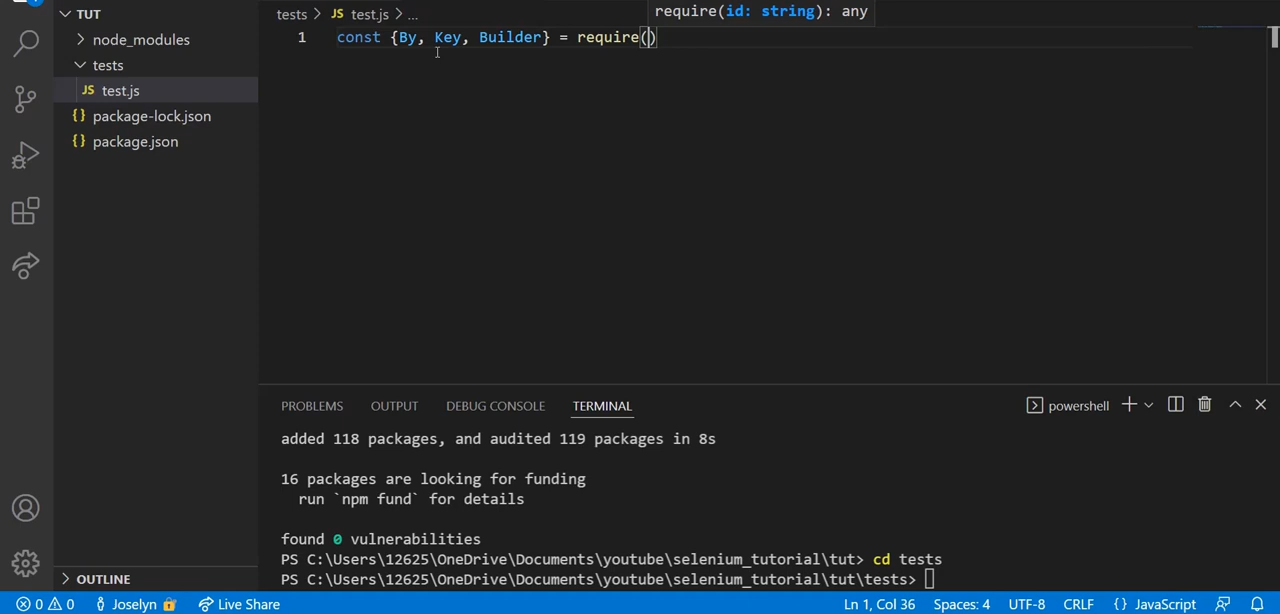 TUT
node_modules
tests
JS test.js
{} package-lock.json
{} package.json
OUTLINE
tests > JS test.js > ...
require(id: string): any
1 const {By, Key, Builder} = require()
PROBLEMS OUTPUT DEBUG CONSOLE TERMINAL powershell
added 118 packages, and audited 119 packages in 8s
16 packages are looking for funding
run `npm fund` for details
found 0 vulnerabilities
PS C:\Users\12625\OneDrive\Documents\youtube\selenium_tutorial\tut> cd tests
PS C:\Users\12625\OneDrive\Documents\youtube\selenium_tutorial\tut\tests>
0 0 Joselyn Live Share Ln 1, Col 36 Spaces: 4 UTF-8 CRLF {} JavaScript